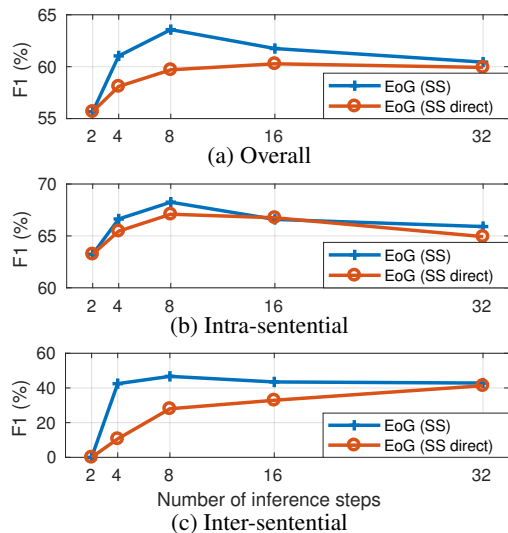 65
60
55
F1 (%)
EoG (SS)
EoG (SS direct)
2 4 8 16 32
(a) Overall
70
65
60
F1 (%)
EoG (SS)
EoG (SS direct)
2 4 8 16 32
(b) Intra-sentential
60
40
20
0
F1 (%)
EoG (SS)
EoG (SS direct)
2 4 8 16 32
Number of inference steps
(c) Inter-sentential